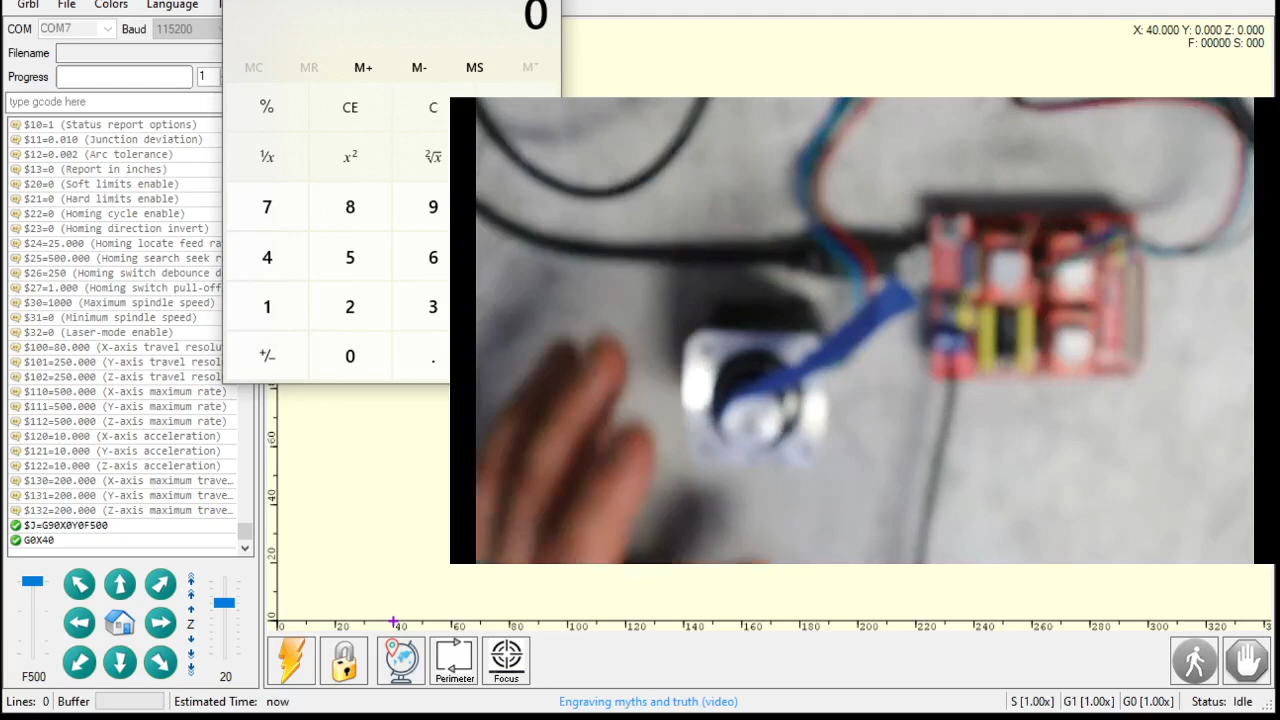 Grbl File Colors Language
COM COM7 Baud 115200
Filename
Progress 1
type gcode here
$10=1 (Status report options)
$11=0.010 (Junction deviation)
$12=0.002 (Arc tolerance)
$13=0 (Report in inches)
$20=0 (Soft limits enable)
$21=0 (Hard limits enable)
$22=0 (Homing cycle enable)
$23=0 (Homing direction invert)
$24=25.000 (Homing locate feed ra
$25=500.000 (Homing search seek r
$26=250 (Homing switch debounce d
$27=1.000 (Homing switch pull-off
$30=1000 (Maximum spindle speed)
$31=0 (Minimum spindle speed)
$32=0 (Laser-mode enable)
$100=80.000 (X-axis travel resolu
$101=250.000 (Y-axis travel resol
$102=250.000 (Z-axis travel resol
$110=500.000 (X-axis maximum rate)
$111=500.000 (Y-axis maximum rate)
$112=500.000 (Z-axis maximum rate)
$120=10.000 (X-axis acceleration)
$121=10.000 (Y-axis acceleration)
$122=10.000 (Z-axis acceleration)
$130=200.000 (X-axis maximum trave…
$131=200.000 (Y-axis maximum trave…
$132=200.000 (Z-axis maximum trave…
$J=G90X0Y0F500
G0X40
Z
F500 20
0
MC MR M+ M- MS M˅
% CE C
¹/x x² ²√x
7 8 9
4 5 6
1 2 3
+/− 0 .
X: 40.000 Y: 0.000 Z: 0.000
F: 00000 S: 000
60
40
20
0
0 20 40 60 80 100 120 140 160 180 200 220 240 260 280 300 320 3
Perimeter Focus
Lines: 0 Buffer Estimated Time: now Engraving myths and truth (video) S [1.00x] G1 [1.00x] G0 [1.00x] Status: Idle